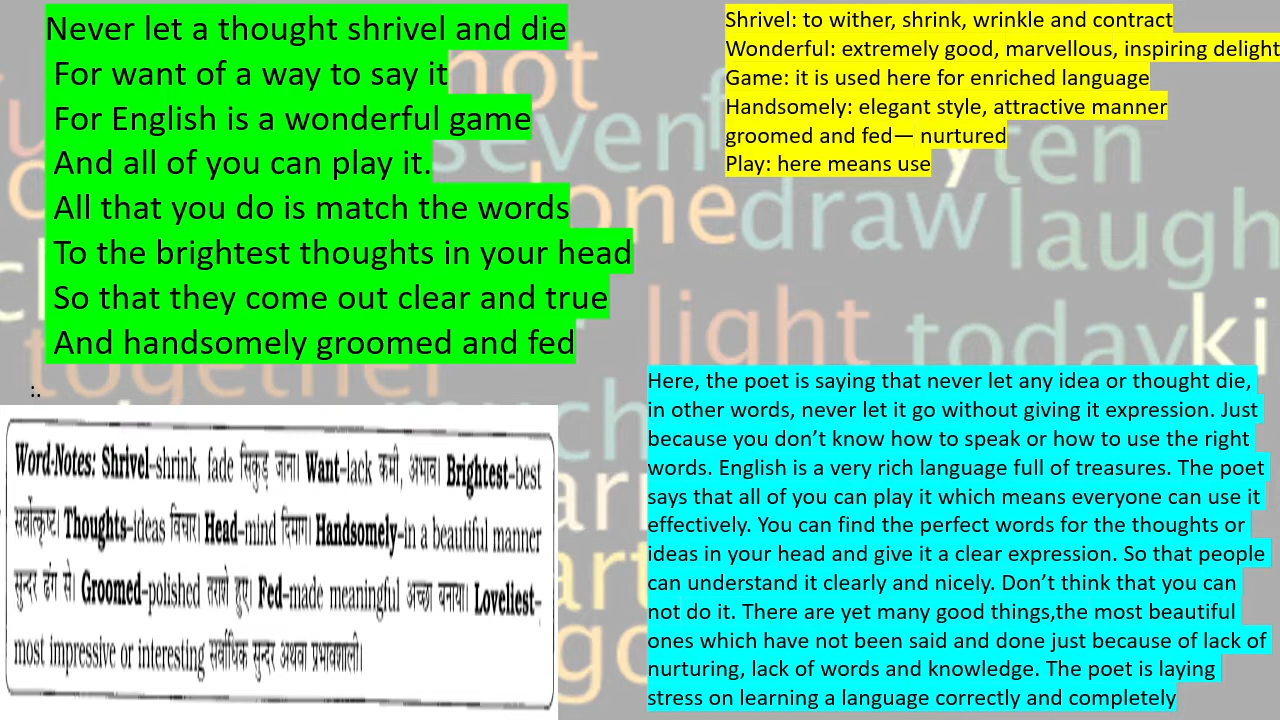 Never let a thought shrivel and die
For want of a way to say it
For English is a wonderful game
And all of you can play it.
All that you do is match the words
To the brightest thoughts in your head
So that they come out clear and true
And handsomely groomed and fed
:.
Word-Notes: Shrivel–shrink, fade सिकुड़ जाना। Want–lack कमी, अभाव। Brightest–best
सर्वोत्कृष्ट। Thoughts–ideas विचार। Head–mind दिमाग। Handsomely–in a beautiful manner
सुन्दर ढंग से। Groomed–polished तराशे हुए। Fed–made meaningful अच्छा बनाया। Loveliest–
most impressive or interesting सर्वाधिक सुन्दर अथवा प्रभावशाली।
Shrivel: to wither, shrink, wrinkle and contract
Wonderful: extremely good, marvellous, inspiring delight
Game: it is used here for enriched language
Handsomely: elegant style, attractive manner
groomed and fed— nurtured
Play: here means use
Here, the poet is saying that never let any idea or thought die,
in other words, never let it go without giving it expression. Just
because you don’t know how to speak or how to use the right
words. English is a very rich language full of treasures. The poet
says that all of you can play it which means everyone can use it
effectively. You can find the perfect words for the thoughts or
ideas in your head and give it a clear expression. So that people
can understand it clearly and nicely. Don’t think that you can
not do it. There are yet many good things,the most beautiful
ones which have not been said and done just because of lack of
nurturing, lack of words and knowledge. The poet is laying
stress on learning a language correctly and completely
not
seven
ten
one
draw
laugh
light
today
ki
together